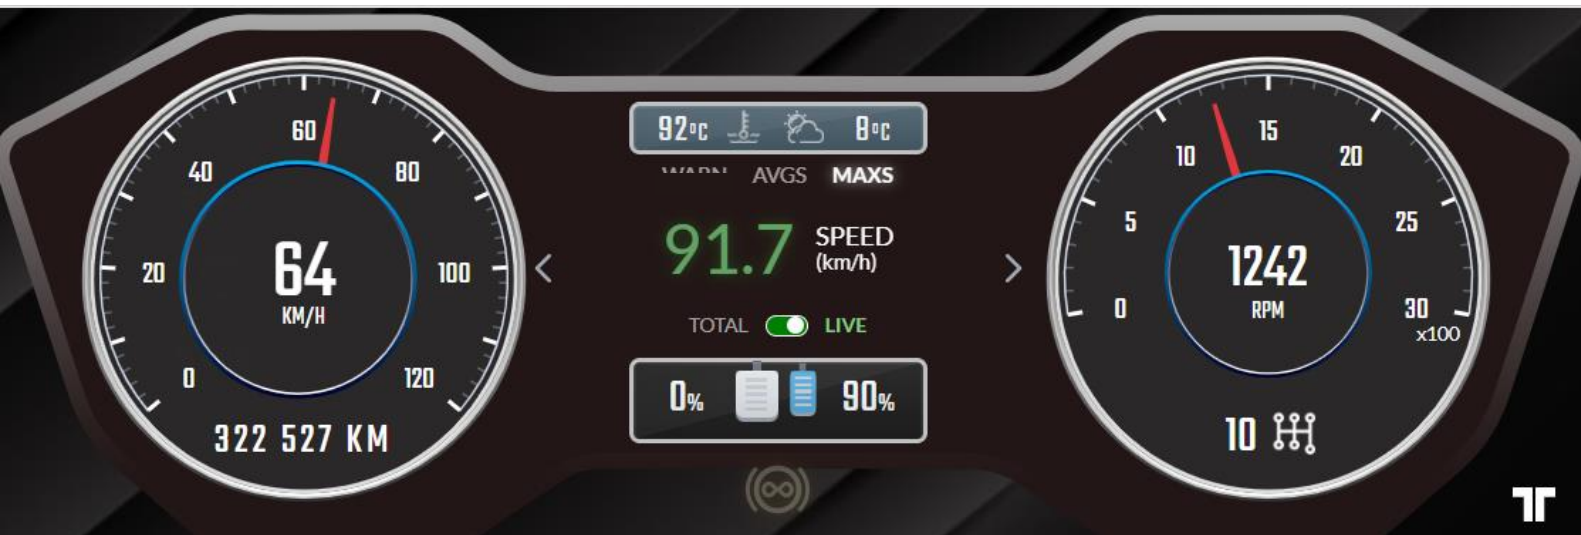 92°C 8°C
WARN AVGS MAXS
0 20 40 60 80 100 120
64
KM/H
322 527 KM
91.7 SPEED
(km/h)
TOTAL LIVE
0% 90%
0 5 10 15 20 25 30
x100
1242
RPM
10